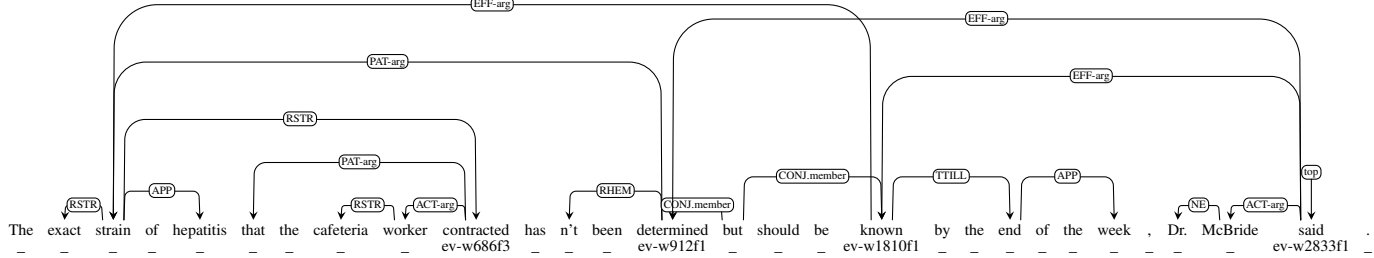 EFF-arg
EFF-arg
PAT-arg
EFF-arg
RSTR
PAT-arg
CONJ.member TTILL APP
top
RSTR APP RSTR ACT-arg RHEM CONJ.member NE ACT-arg
The exact strain of hepatitis that the cafeteria worker contracted has n't been determined but should be known by the end of the week , Dr. McBride said .
ev-w686f3 ev-w912f1 ev-w1810f1 ev-w2833f1
_ _ _ _ _ _ _ _ _ _ _ _ _ _ _ _ _ _ _ _ _ _ _ _ _ _ _ _